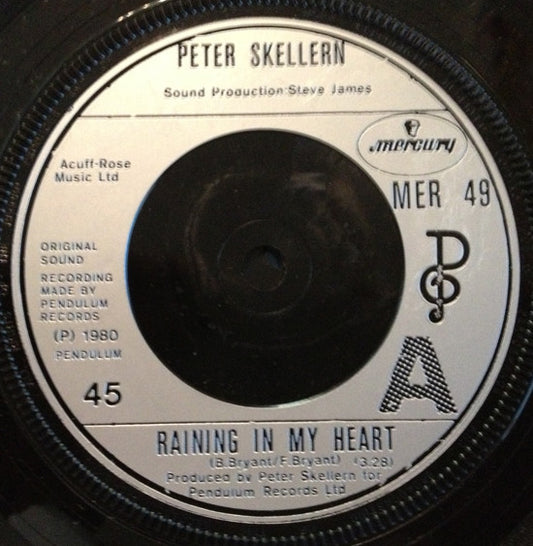 PETER SKELLERN
Sound Production: Steve James
mercury
Acuff-Rose
Music Ltd
MER 49
ORIGINAL
SOUND
RECORDING
MADE BY
PENDULUM
RECORDS
(P) 1980
PENDULUM
P
A
45
RAINING IN MY HEART
(B.Bryant/F.Bryant) (3.28)
Produced by Peter Skellern for
Pendulum Records Ltd